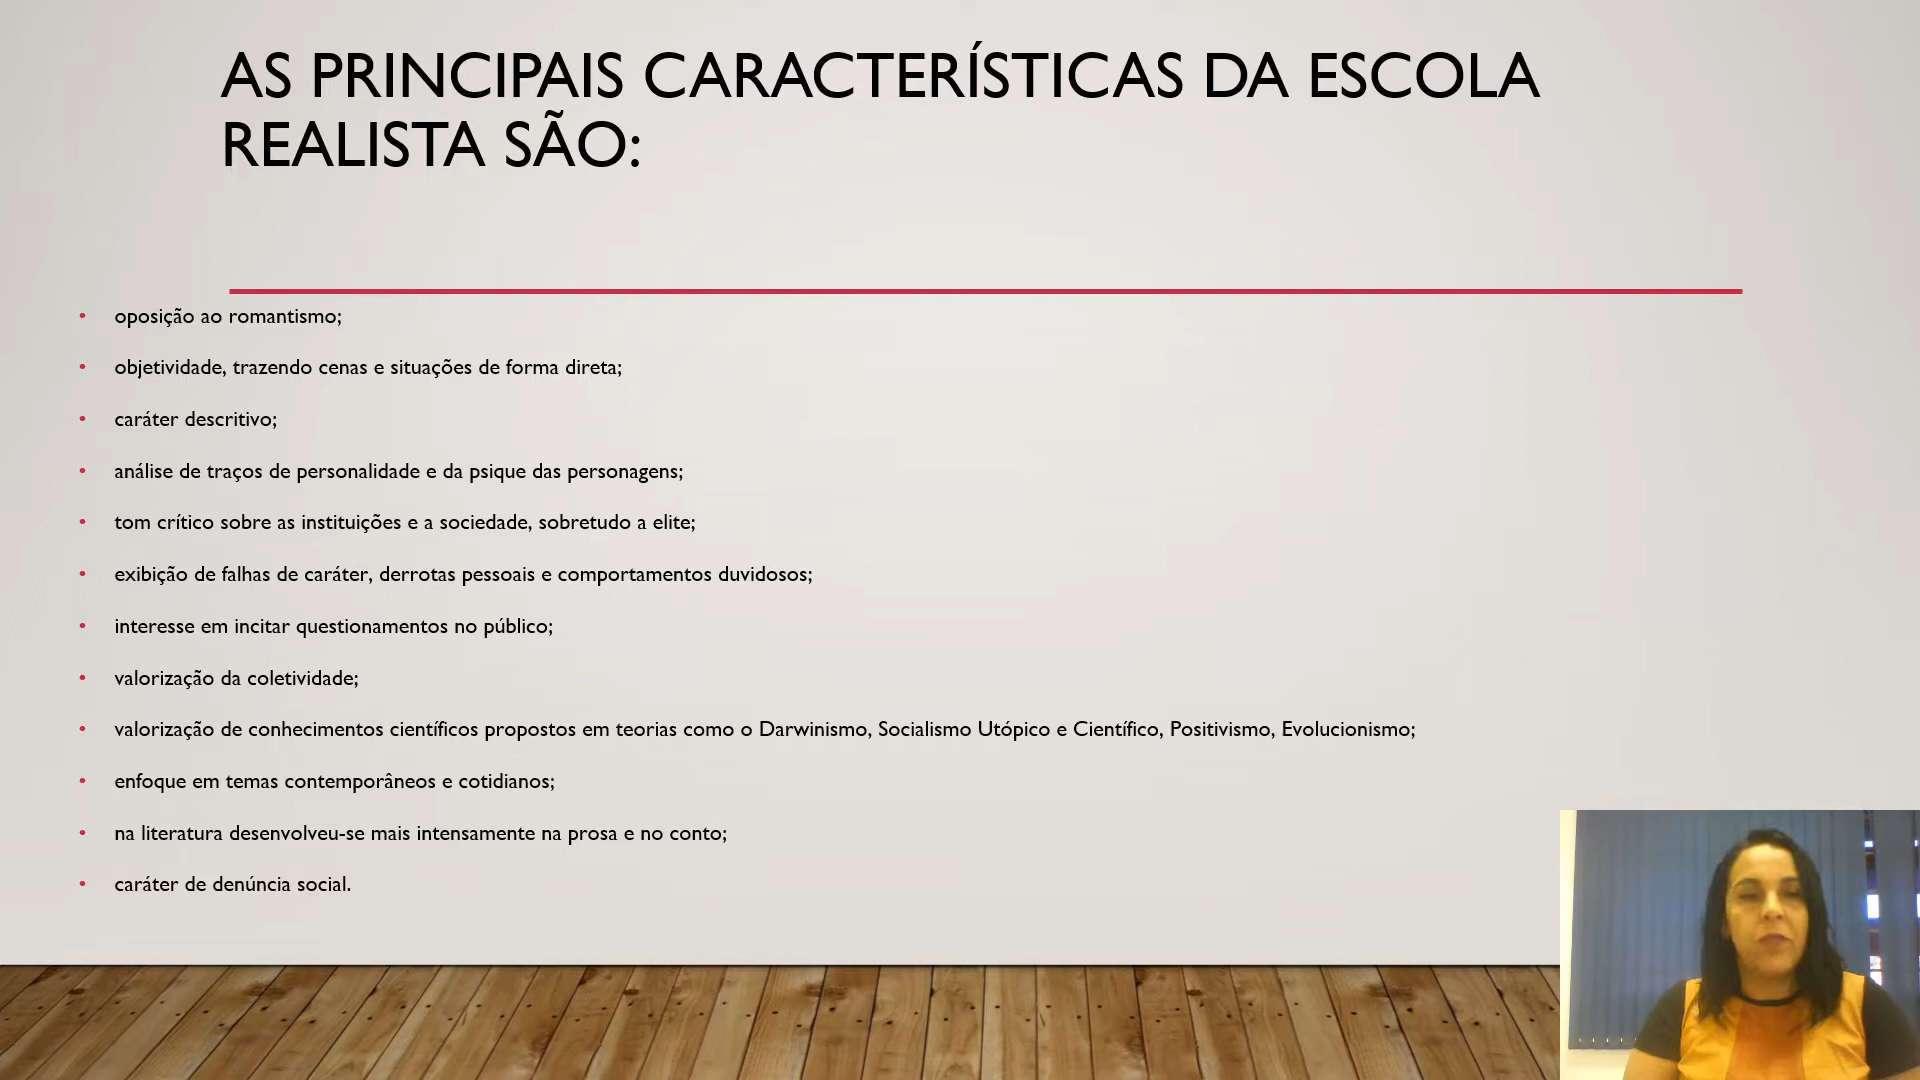 AS PRINCIPAIS CARACTERÍSTICAS DA ESCOLA
REALISTA SÃO:
• oposição ao romantismo;
• objetividade, trazendo cenas e situações de forma direta;
• caráter descritivo;
• análise de traços de personalidade e da psique das personagens;
• tom crítico sobre as instituições e a sociedade, sobretudo a elite;
• exibição de falhas de caráter, derrotas pessoais e comportamentos duvidosos;
• interesse em incitar questionamentos no público;
• valorização da coletividade;
• valorização de conhecimentos científicos propostos em teorias como o Darwinismo, Socialismo Utópico e Científico, Positivismo, Evolucionismo;
• enfoque em temas contemporâneos e cotidianos;
• na literatura desenvolveu-se mais intensamente na prosa e no conto;
• caráter de denúncia social.